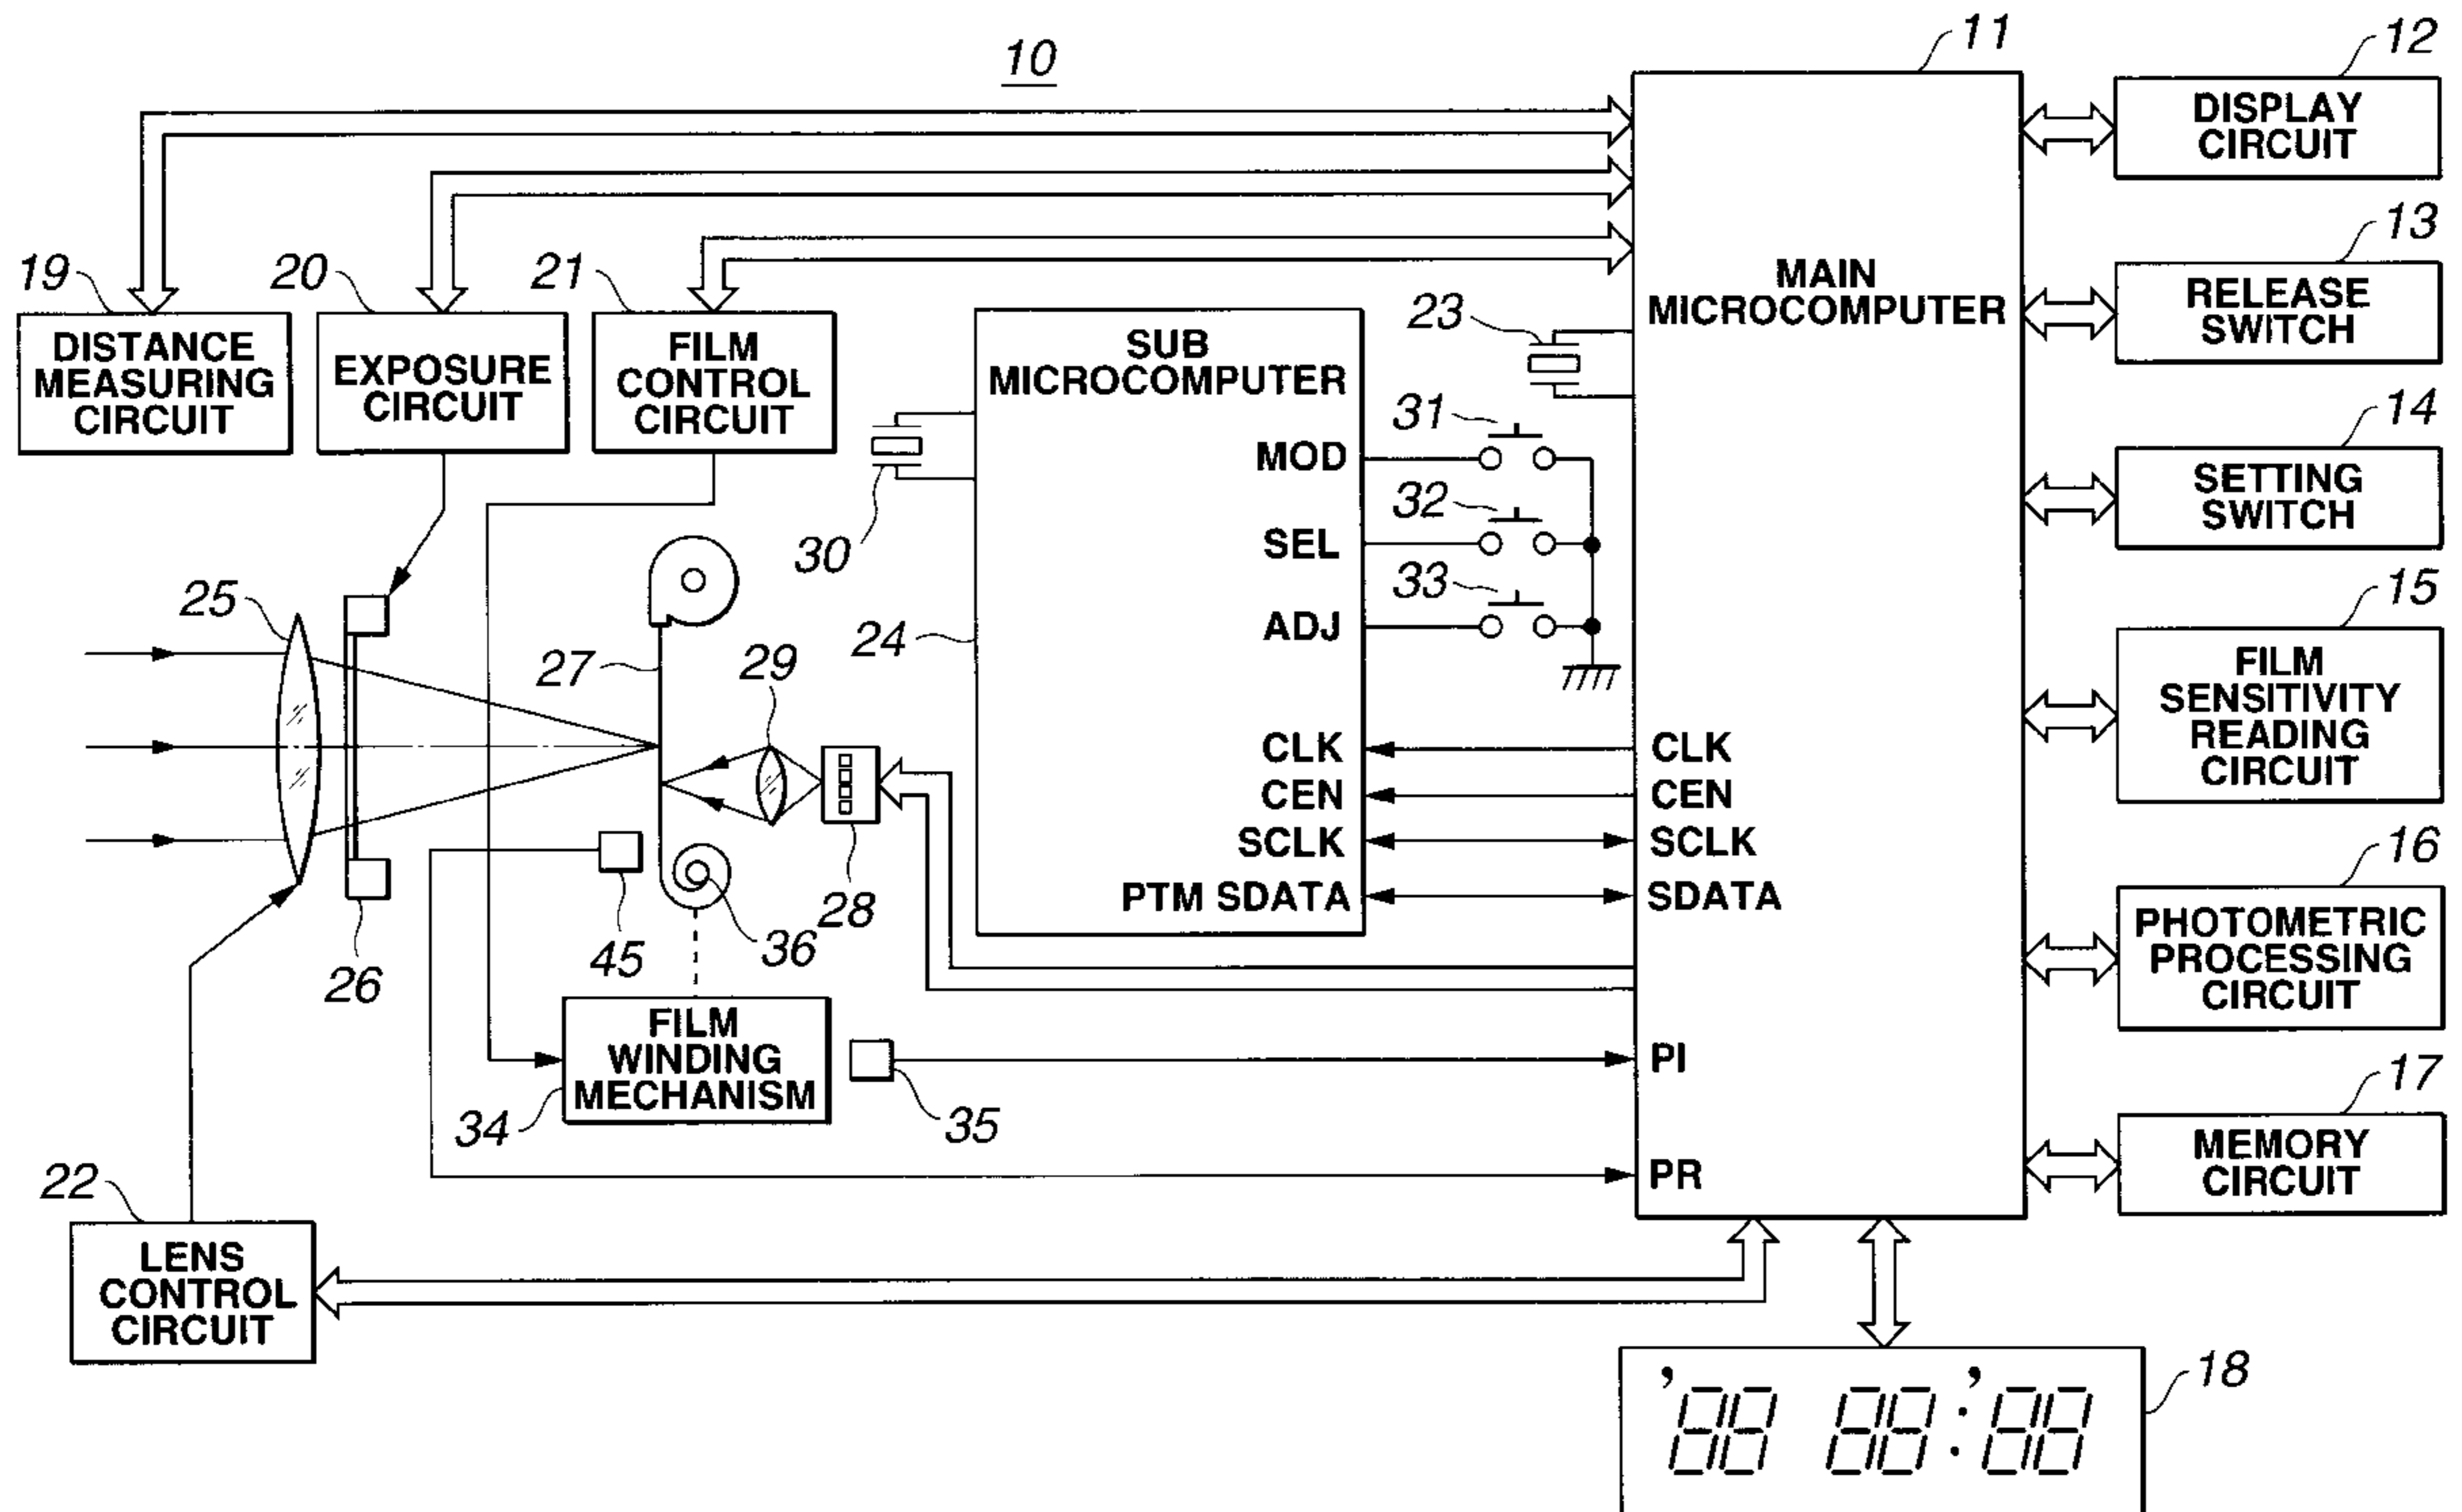 10
11
12
DISPLAY
CIRCUIT
13
RELEASE
SWITCH
14
SETTING
SWITCH
15
FILM
SENSITIVITY
READING
CIRCUIT
16
PHOTOMETRIC
PROCESSING
CIRCUIT
17
MEMORY
CIRCUIT
MAIN
MICROCOMPUTER
23
19
DISTANCE
MEASURING
CIRCUIT
20
EXPOSURE
CIRCUIT
21
FILM
CONTROL
CIRCUIT
SUB
MICROCOMPUTER
30
24
MOD
31
SEL
32
ADJ
33
CLK
CEN
SCLK
PTM SDATA
CLK
CEN
SCLK
SDATA
PI
PR
25
26
27
29
28
45
36
FILM
WINDING
MECHANISM
34
35
22
LENS
CONTROL
CIRCUIT
'88 88:'88
18